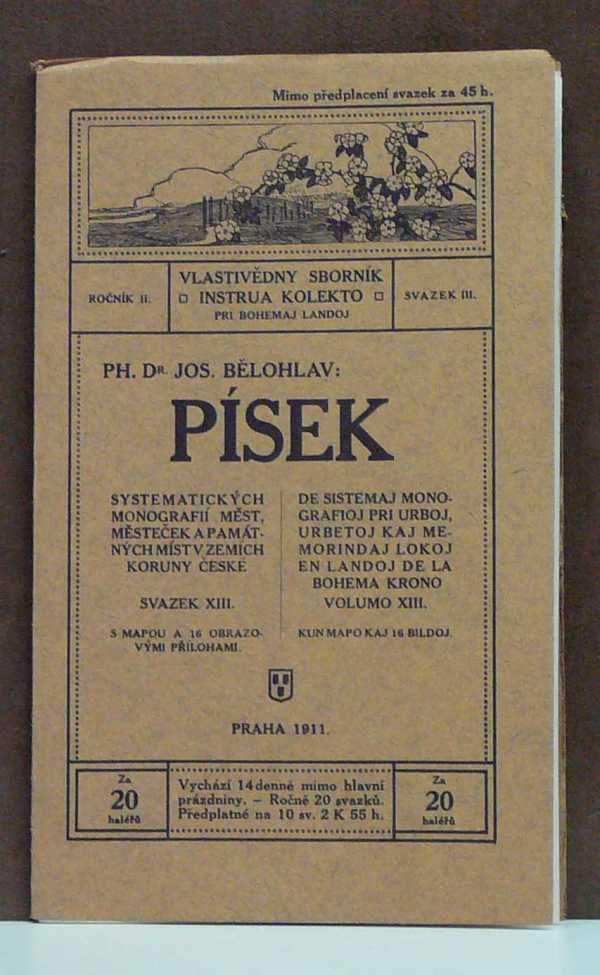 Mimo předplacení svazek za 45 h.
ROČNÍK II.
VLASTIVĚDNY SBORNÍK
INSTRUA KOLEKTO
PRI BOHEMAJ LANDOJ
SVAZEK III.
PH. DR. JOS. BĚLOHLAV:
PÍSEK
SYSTEMATICKÝCH
MONOGRAFIÍ MĚST,
MĚSTEČEK A PAMÁT-
NÝCH MÍST V ZEMÍCH
KORUNY ČESKÉ
SVAZEK XIII.
S MAPOU A 16 OBRAZO-
VÝMI PŘÍLOHAMI.
DE SISTEMAJ MONO-
GRAFIOJ PRI URBOJ,
URBETOJ KAJ ME-
MORINDAJ LOKOJ
EN LANDOJ DE LA
BOHEMA KRONO
VOLUMO XIII.
KUN MAPO KAJ 16 BILDOJ.
PRAHA 1911.
Za
20
haléřů
Vychází 14denně mimo hlavní
prázdniny. – Ročně 20 svazků.
Předplatné na 10 sv. 2 K 55 h.
Za
20
haléřů